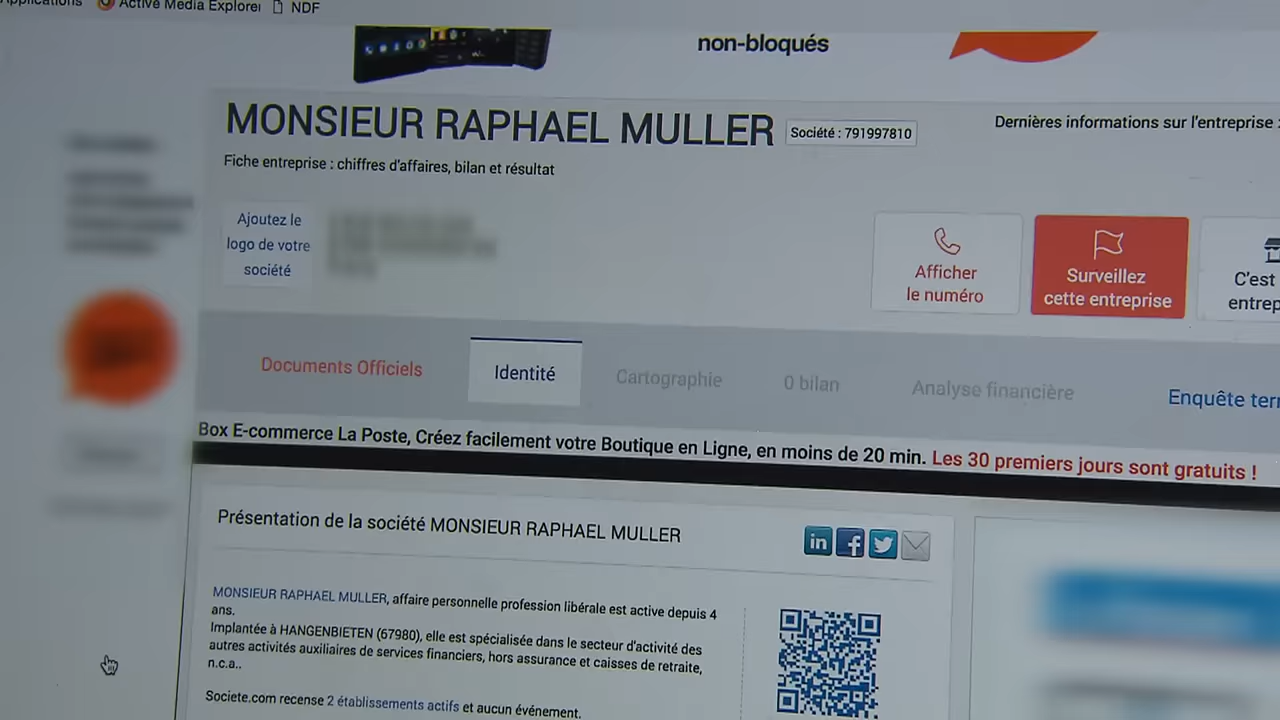 Applications
Active Media Explorer
NDF
non-bloqués
MONSIEUR RAPHAEL MULLER
Société : 791997810
Dernières informations sur l'entreprise :
Fiche entreprise : chiffres d'affaires, bilan et résultat
Ajoutez le
logo de votre
société
Afficher
le numéro
Surveillez
cette entreprise
C'est
entrep
Documents Officiels
Identité
Cartographie
0 bilan
Analyse financière
Enquête terr
Box E-commerce La Poste, Créez facilement votre Boutique en Ligne, en moins de 20 min. Les 30 premiers jours sont gratuits !
Présentation de la société MONSIEUR RAPHAEL MULLER
in f
MONSIEUR RAPHAEL MULLER, affaire personnelle profession libérale est active depuis 4
ans.
Implantée à HANGENBIETEN (67980), elle est spécialisée dans le secteur d'activité des
autres activités auxiliaires de services financiers, hors assurance et caisses de retraite,
n.c.a..
Societe.com recense 2 établissements actifs et aucun événement.